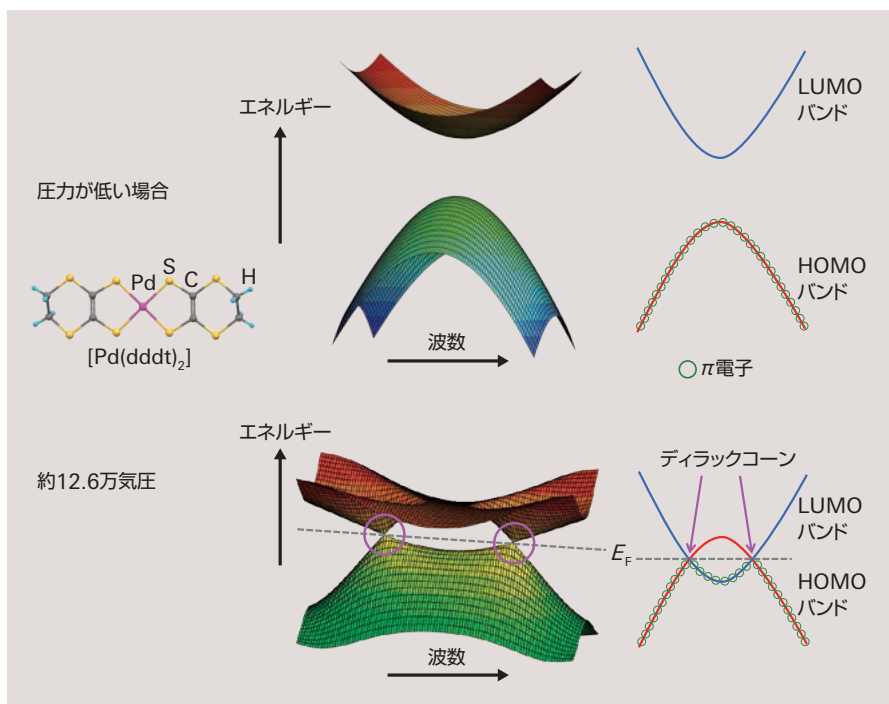 エネルギー
LUMO
バンド
圧力が低い場合
Pd
S
C
H
[Pd(dddt)₂]
HOMO
バンド
波数
π電子
エネルギー
約12.6万気圧
ディラックコーン
LUMO
バンド
E_F
HOMO
バンド
波数